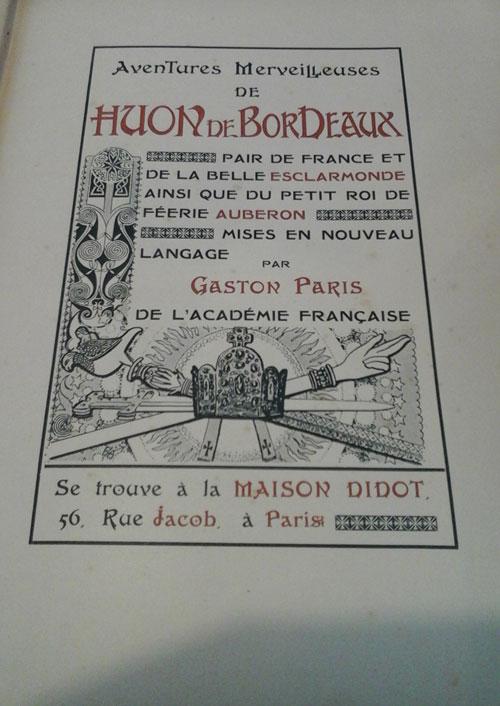 Aventures Merveilleuses
DE
HUON DE BORDEAUX
PAIR DE FRANCE ET
DE LA BELLE ESCLARMONDE
AINSI QUE DU PETIT ROI DE
FÉERIE AUBERON
MISES EN NOUVEAU
LANGAGE
PAR
GASTON PARIS
DE L'ACADÉMIE FRANÇAISE
Se trouve à la MAISON DIDOT,
56, Rue Jacob, à Paris